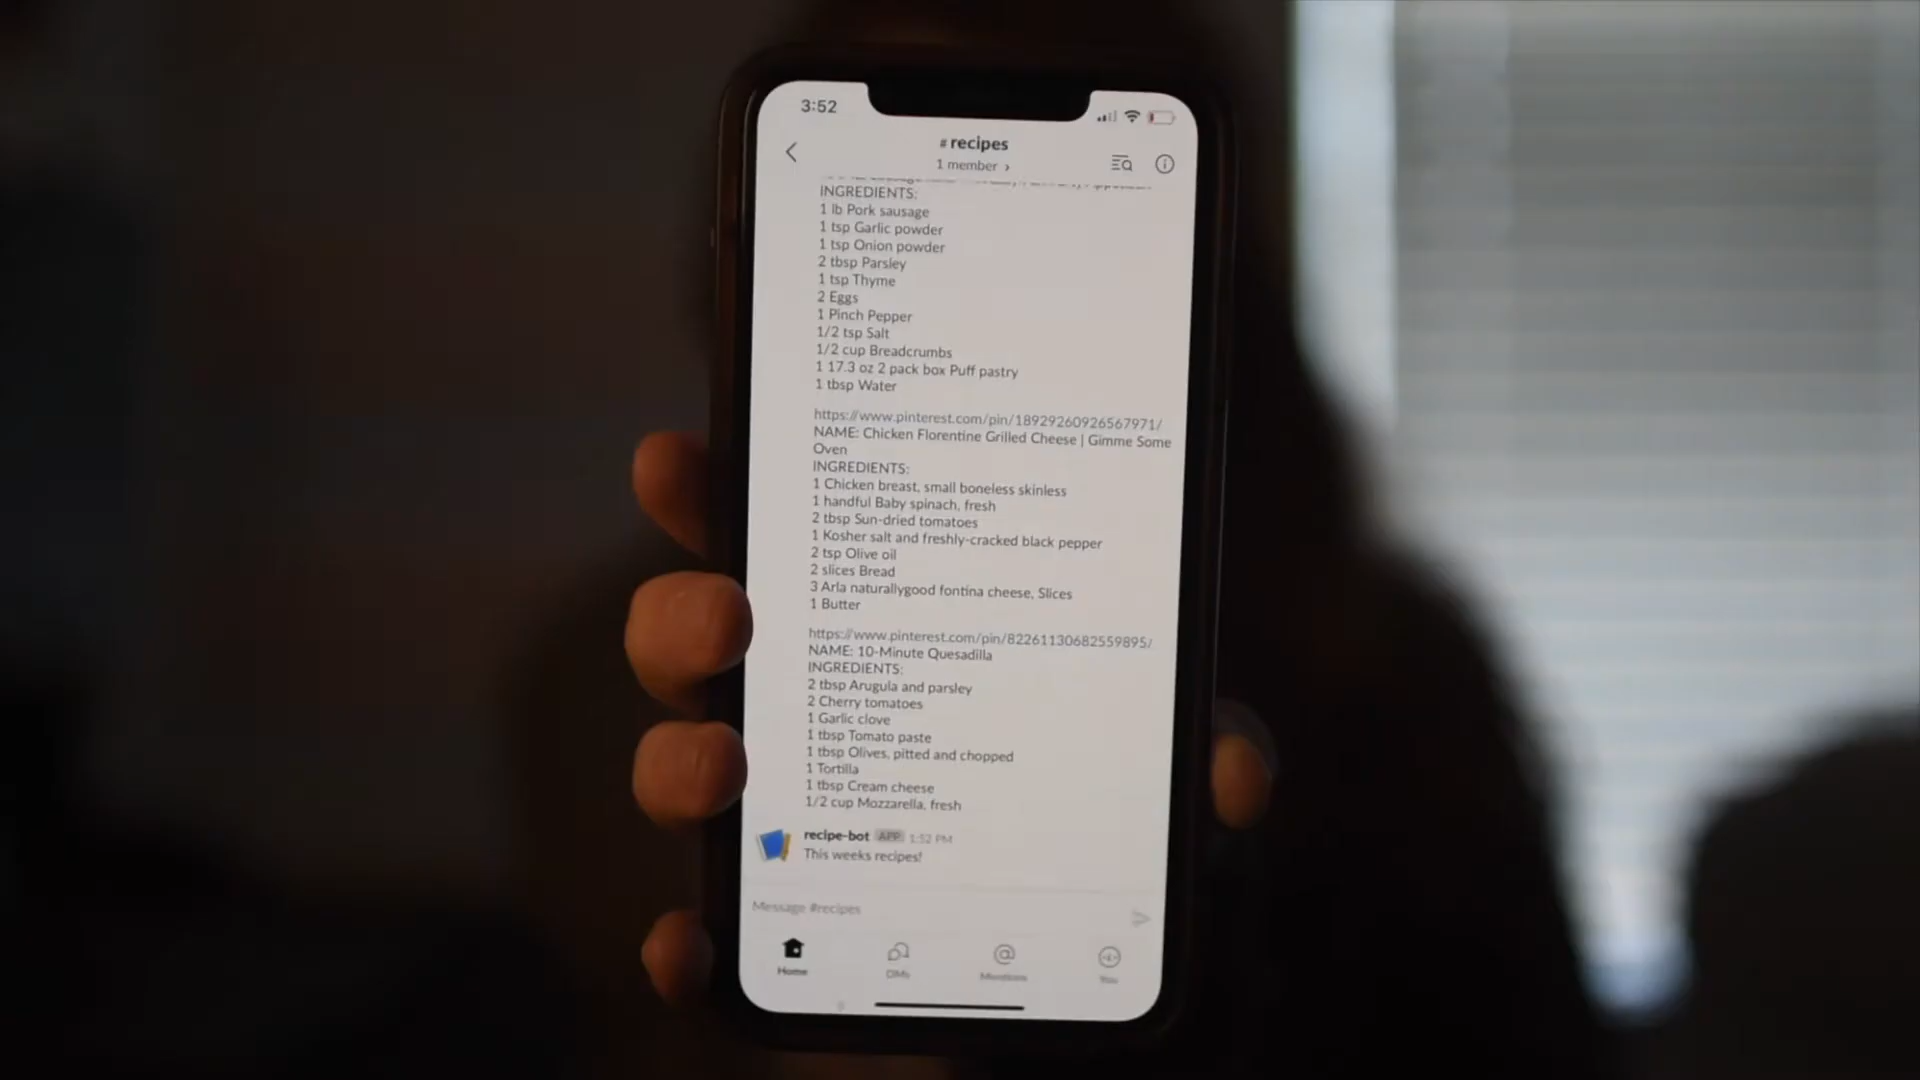 3:52
# recipes
1 member ›
INGREDIENTS:
1 lb Pork sausage
1 tsp Garlic powder
1 tsp Onion powder
2 tbsp Parsley
1 tsp Thyme
2 Eggs
1 Pinch Pepper
1/2 tsp Salt
1/2 cup Breadcrumbs
1 17.3 oz 2 pack box Puff pastry
1 tbsp Water
https://www.pinterest.com/pin/18929260926567971/
NAME: Chicken Florentine Grilled Cheese | Gimme Some
Oven
INGREDIENTS:
1 Chicken breast, small boneless skinless
1 handful Baby spinach, fresh
2 tbsp Sun-dried tomatoes
1 Kosher salt and freshly-cracked black pepper
2 tsp Olive oil
2 slices Bread
3 Arla naturallygood fontina cheese, Slices
1 Butter
https://www.pinterest.com/pin/82261130682559895/
NAME: 10-Minute Quesadilla
INGREDIENTS:
2 tbsp Arugula and parsley
2 Cherry tomatoes
1 Garlic clove
1 tbsp Tomato paste
1 tbsp Olives, pitted and chopped
1 Tortilla
1 tbsp Cream cheese
1/2 cup Mozzarella, fresh
recipe-bot APP 1:52 PM
This weeks recipes!
Message #recipes
Home DMs Mentions You